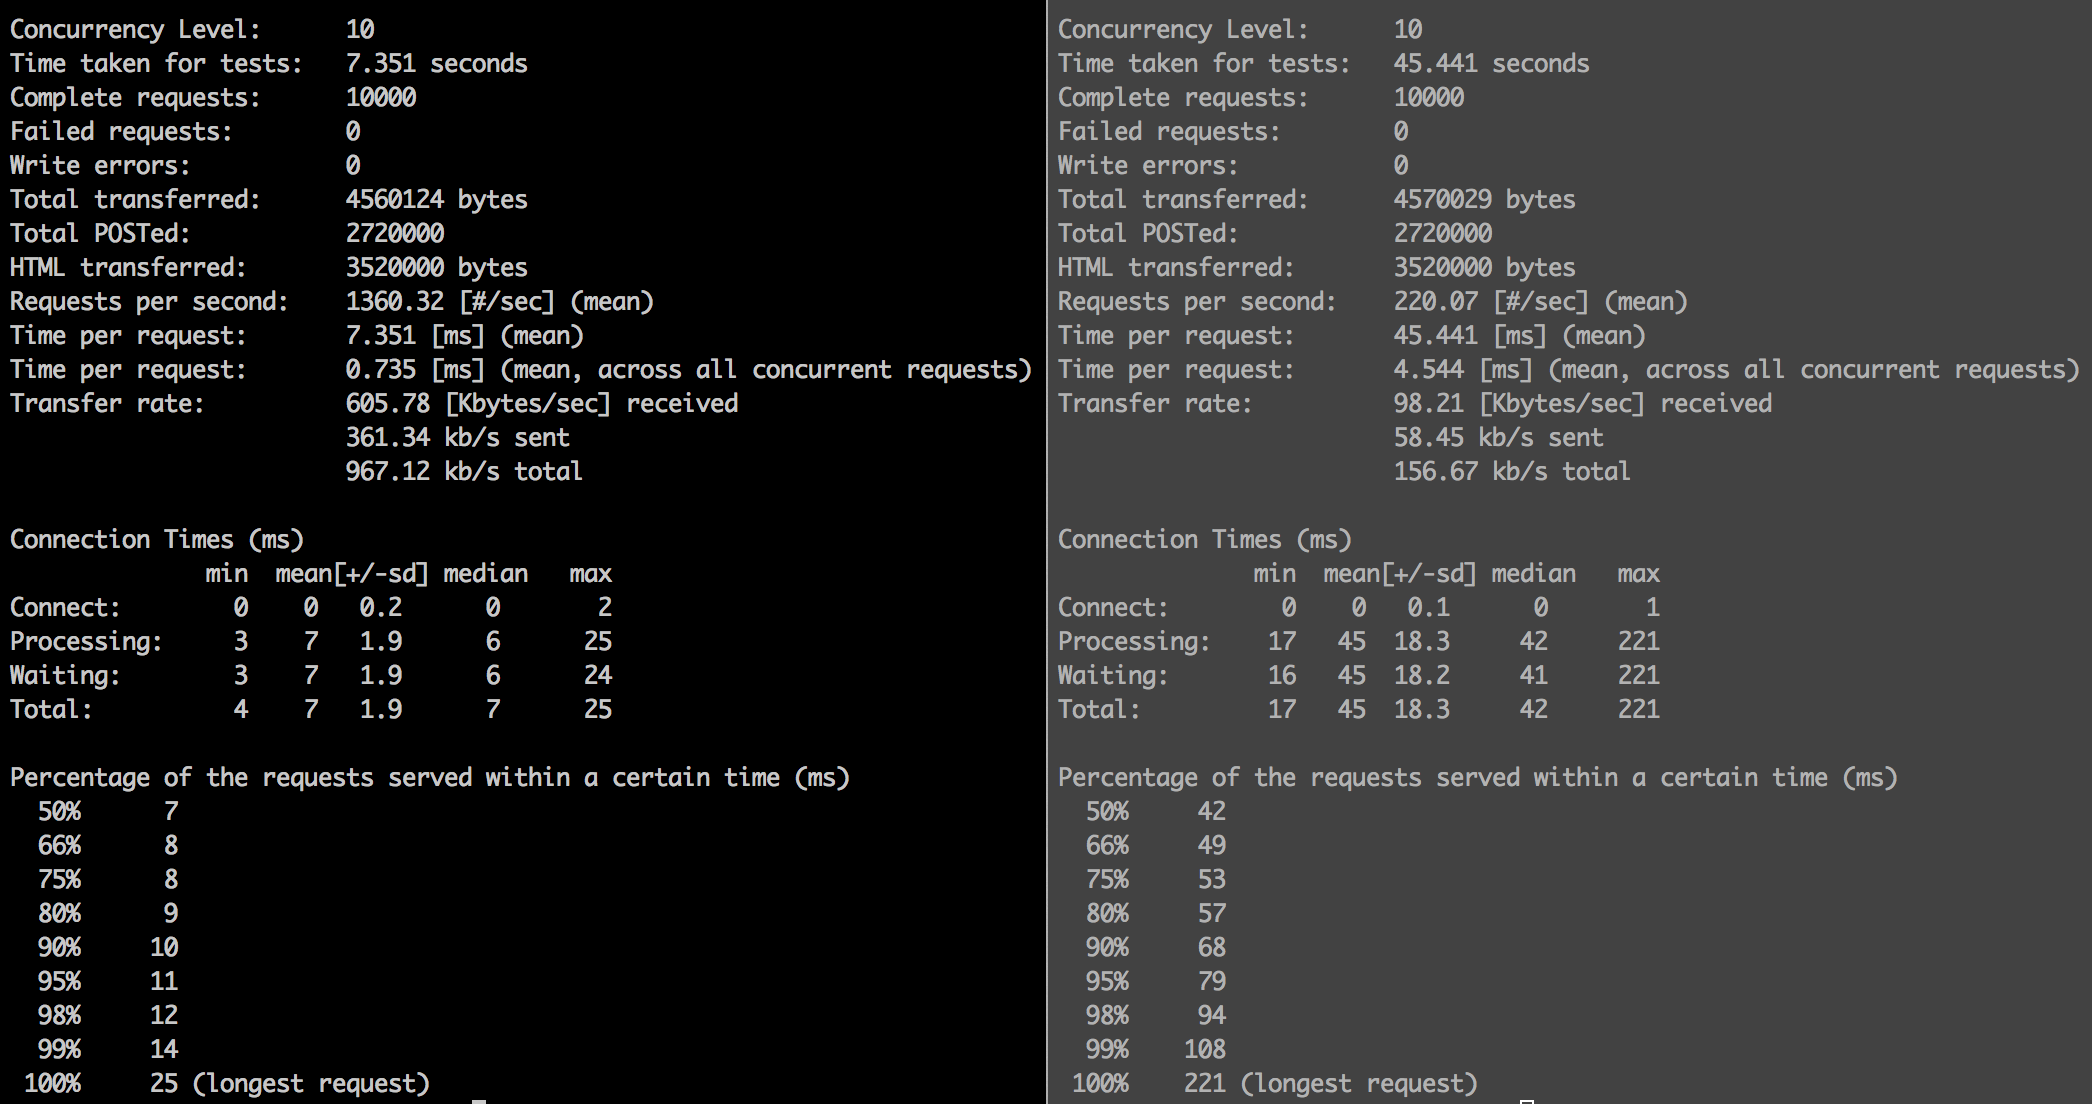 Concurrency Level:      10
Time taken for tests:   7.351 seconds
Complete requests:      10000
Failed requests:        0
Write errors:           0
Total transferred:      4560124 bytes
Total POSTed:           2720000
HTML transferred:       3520000 bytes
Requests per second:    1360.32 [#/sec] (mean)
Time per request:       7.351 [ms] (mean)
Time per request:       0.735 [ms] (mean, across all concurrent requests)
Transfer rate:          605.78 [Kbytes/sec] received
                        361.34 kb/s sent
                        967.12 kb/s total

Connection Times (ms)
              min  mean[+/-sd] median   max
Connect:        0    0   0.2      0       2
Processing:     3    7   1.9      6      25
Waiting:        3    7   1.9      6      24
Total:          4    7   1.9      7      25

Percentage of the requests served within a certain time (ms)
  50%      7
  66%      8
  75%      8
  80%      9
  90%     10
  95%     11
  98%     12
  99%     14
 100%     25 (longest request)
Concurrency Level:      10
Time taken for tests:   45.441 seconds
Complete requests:      10000
Failed requests:        0
Write errors:           0
Total transferred:      4570029 bytes
Total POSTed:           2720000
HTML transferred:       3520000 bytes
Requests per second:    220.07 [#/sec] (mean)
Time per request:       45.441 [ms] (mean)
Time per request:       4.544 [ms] (mean, across all concurrent requests)
Transfer rate:          98.21 [Kbytes/sec] received
                        58.45 kb/s sent
                        156.67 kb/s total

Connection Times (ms)
              min  mean[+/-sd] median   max
Connect:        0    0   0.1      0       1
Processing:    17   45  18.3     42     221
Waiting:       16   45  18.2     41     221
Total:         17   45  18.3     42     221

Percentage of the requests served within a certain time (ms)
  50%     42
  66%     49
  75%     53
  80%     57
  90%     68
  95%     79
  98%     94
  99%    108
 100%    221 (longest request)